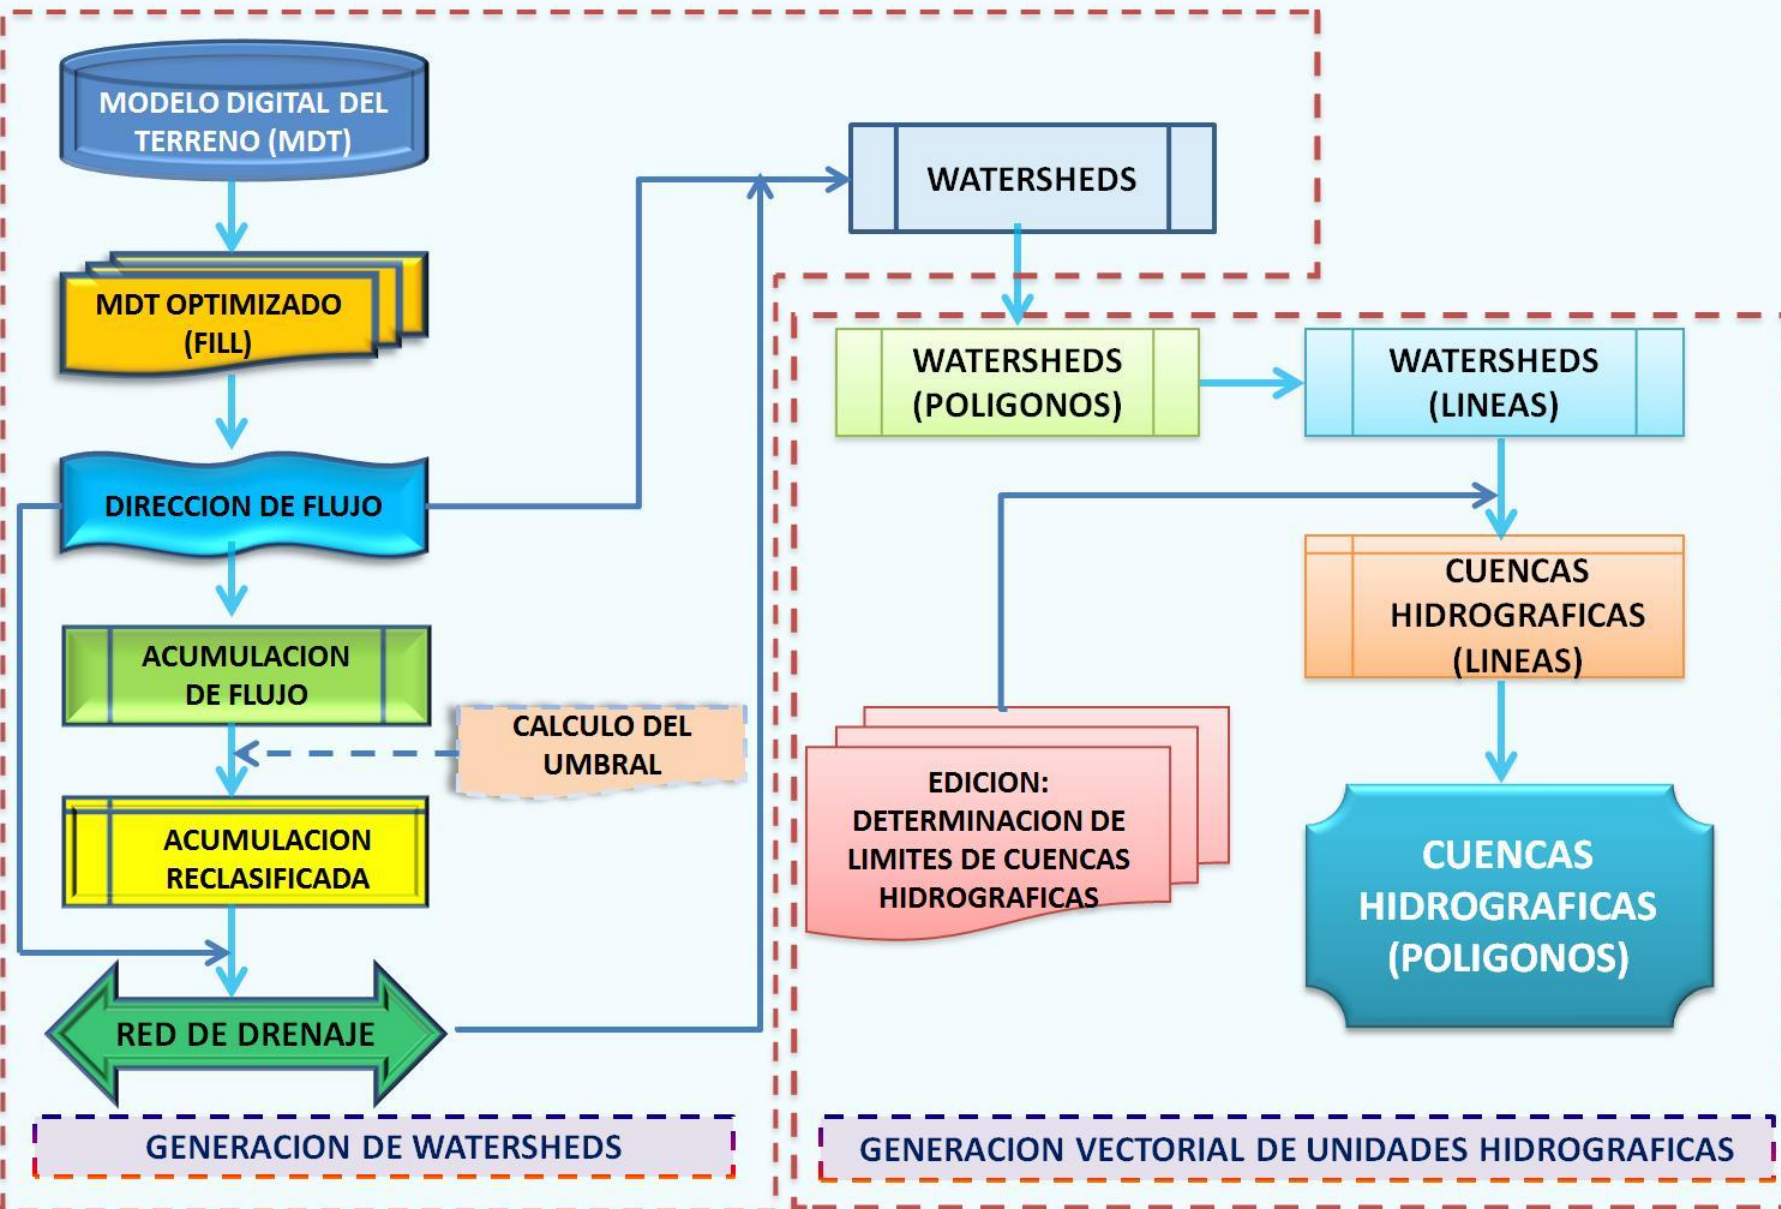 MODELO DIGITAL DEL
TERRENO (MDT)
MDT OPTIMIZADO
(FILL)
DIRECCION DE FLUJO
ACUMULACION
DE FLUJO
CALCULO DEL
UMBRAL
ACUMULACION
RECLASIFICADA
RED DE DRENAJE
GENERACION DE WATERSHEDS
WATERSHEDS
WATERSHEDS
(POLIGONOS)
WATERSHEDS
(LINEAS)
CUENCAS
HIDROGRAFICAS
(LINEAS)
EDICION:
DETERMINACION DE
LIMITES DE CUENCAS
HIDROGRAFICAS
CUENCAS
HIDROGRAFICAS
(POLIGONOS)
GENERACION VECTORIAL DE UNIDADES HIDROGRAFICAS